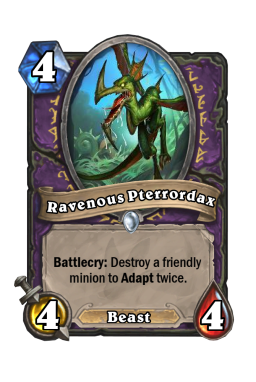 4
Ravenous Pterrordax
Battlecry: Destroy a friendly
minion to Adapt twice.
4
Beast
4